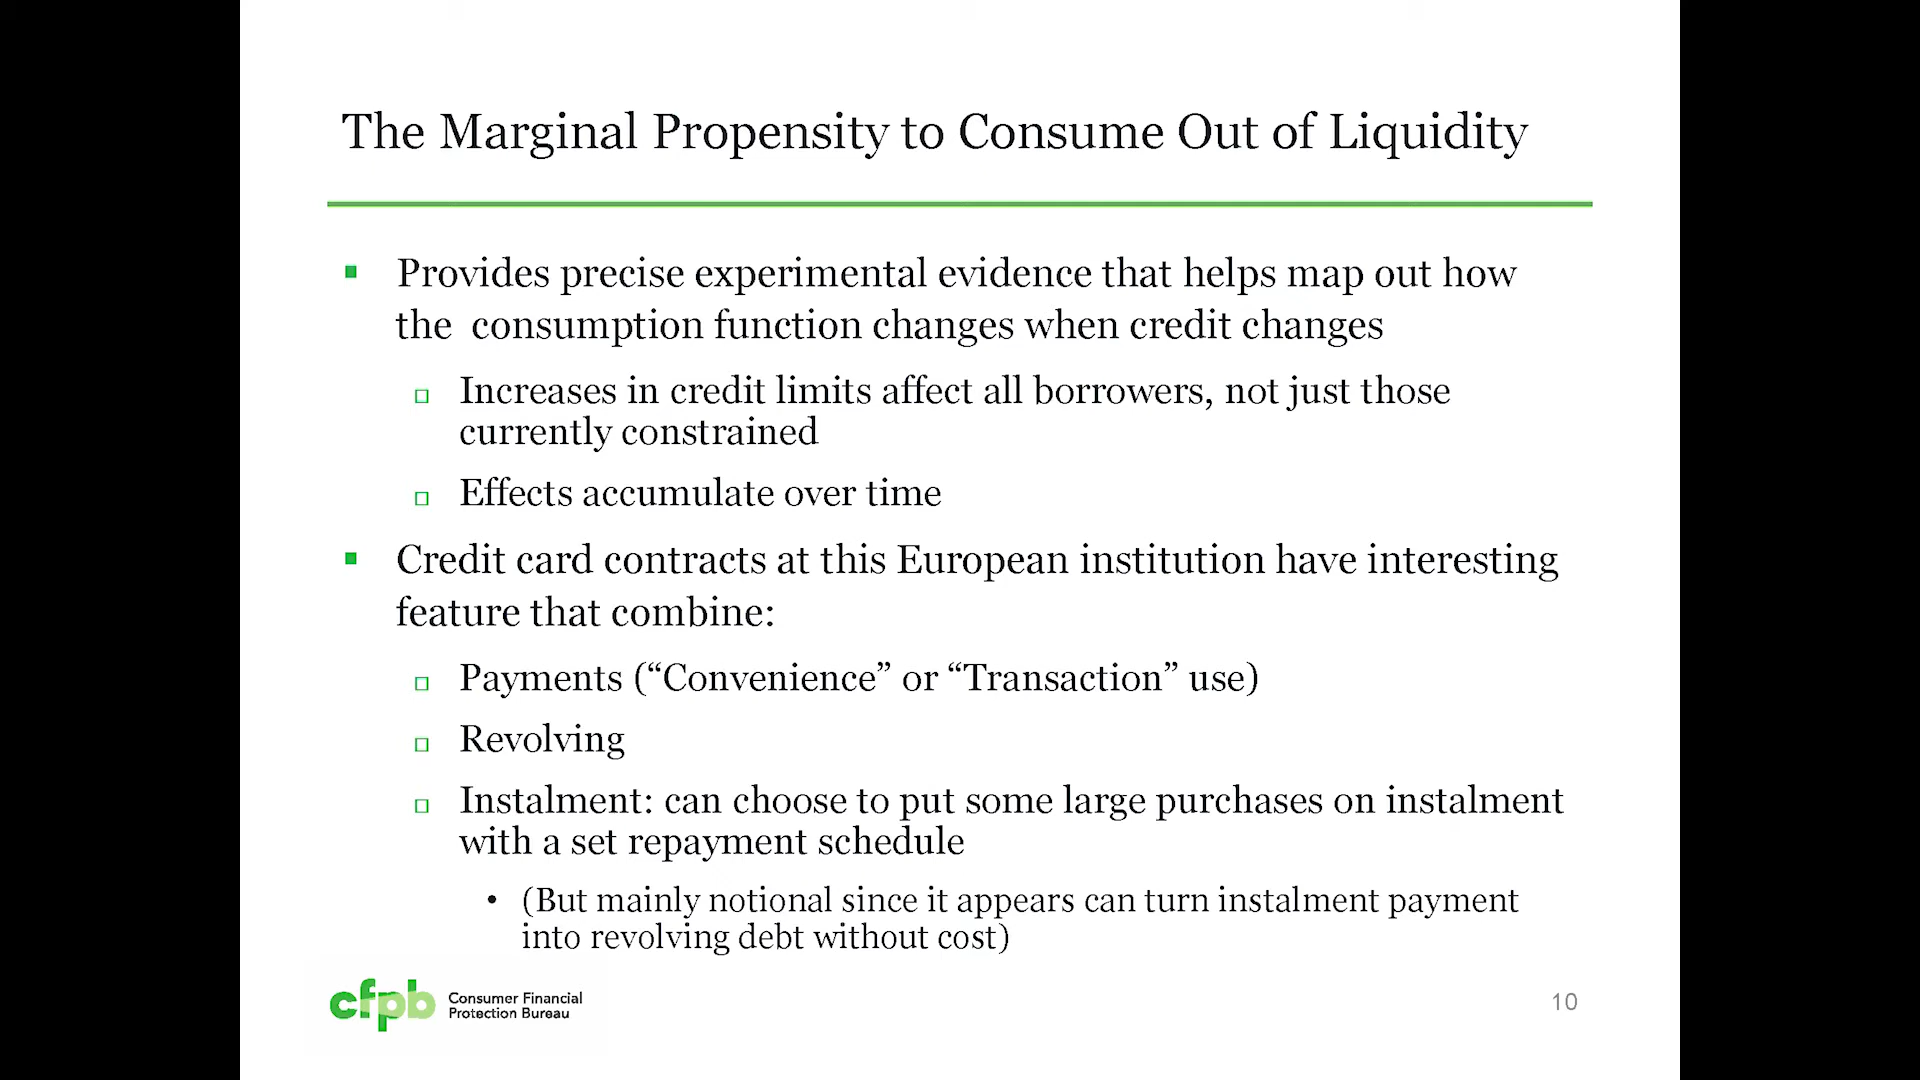 The Marginal Propensity to Consume Out of Liquidity
Provides precise experimental evidence that helps map out how
the consumption function changes when credit changes
Increases in credit limits affect all borrowers, not just those
currently constrained
Effects accumulate over time
Credit card contracts at this European institution have interesting
feature that combine:
Payments (“Convenience” or “Transaction” use)
Revolving
Instalment: can choose to put some large purchases on instalment
with a set repayment schedule
• (But mainly notional since it appears can turn instalment payment
into revolving debt without cost)
cfpb Consumer Financial
Protection Bureau
10